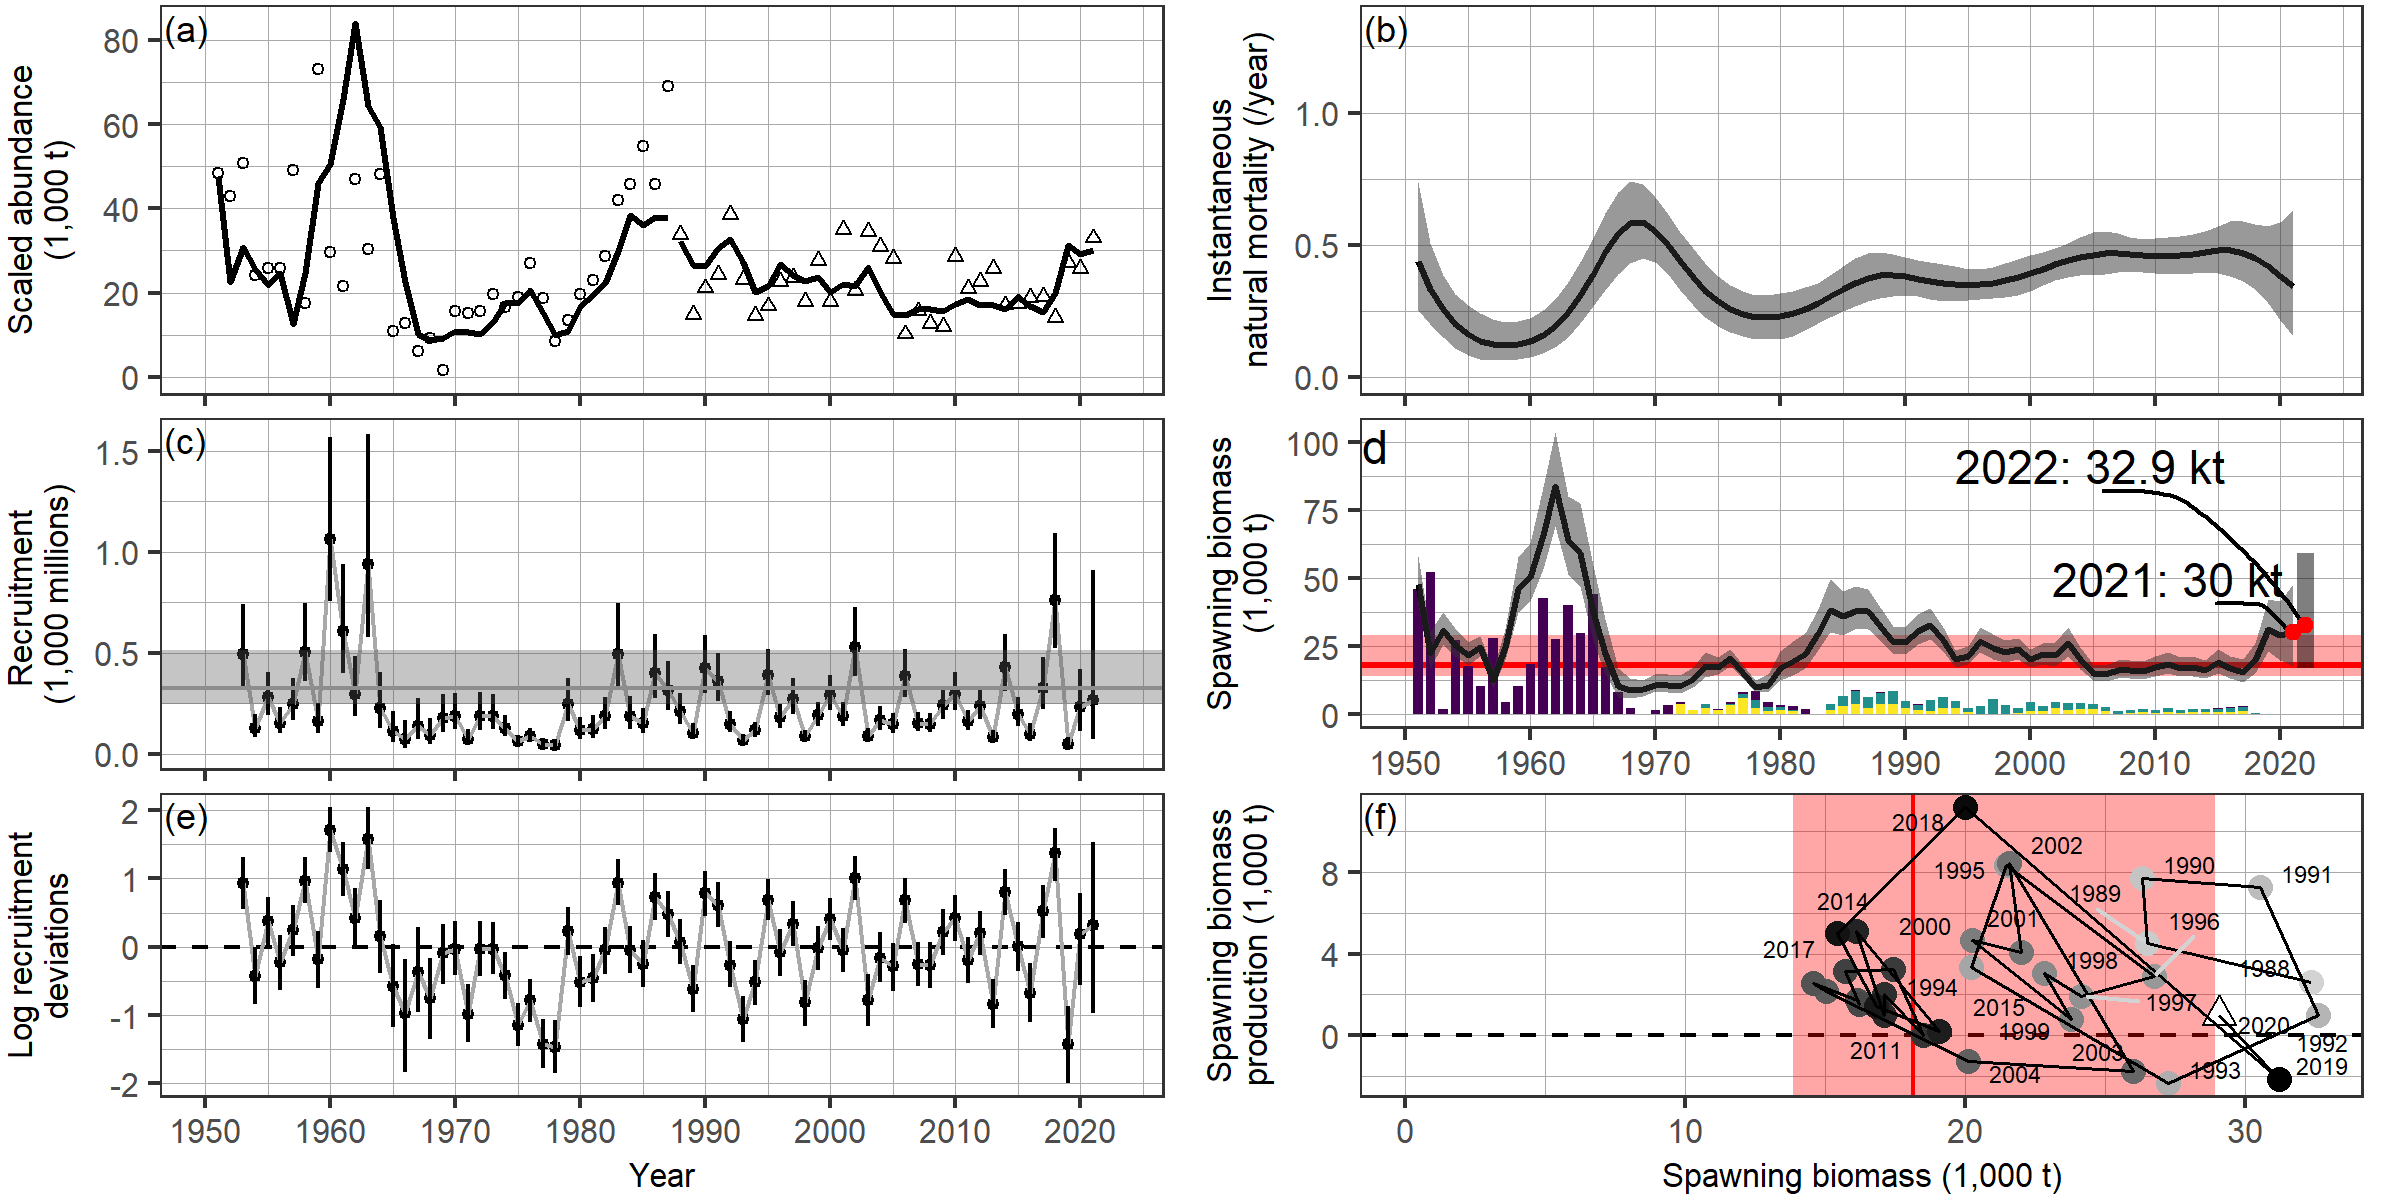 (a)
80
60
40
20
0
Scaled abundance
(1,000 t)
(b)
1.0
0.5
0.0
Instantaneous
natural mortality (/year)
(c)
1.5
1.0
0.5
0.0
Recruitment
(1,000 millions)
d
100
75
50
25
0
Spawning biomass
(1,000 t)
2022: 32.9 kt
2021: 30 kt
1950 1960 1970 1980 1990 2000 2010 2020
(e)
2
1
0
-1
-2
Log recruitment
deviations
1950 1960 1970 1980 1990 2000 2010 2020
Year
(f)
8
4
0
Spawning biomass
production (1,000 t)
2018
2002
1995
1990
1991
1989
2014
2000
2001
1996
2017
1998
1988
1994
1997
2015
1999
2020
2011
2003
1992
2004
1993
2019
0 10 20 30
Spawning biomass (1,000 t)